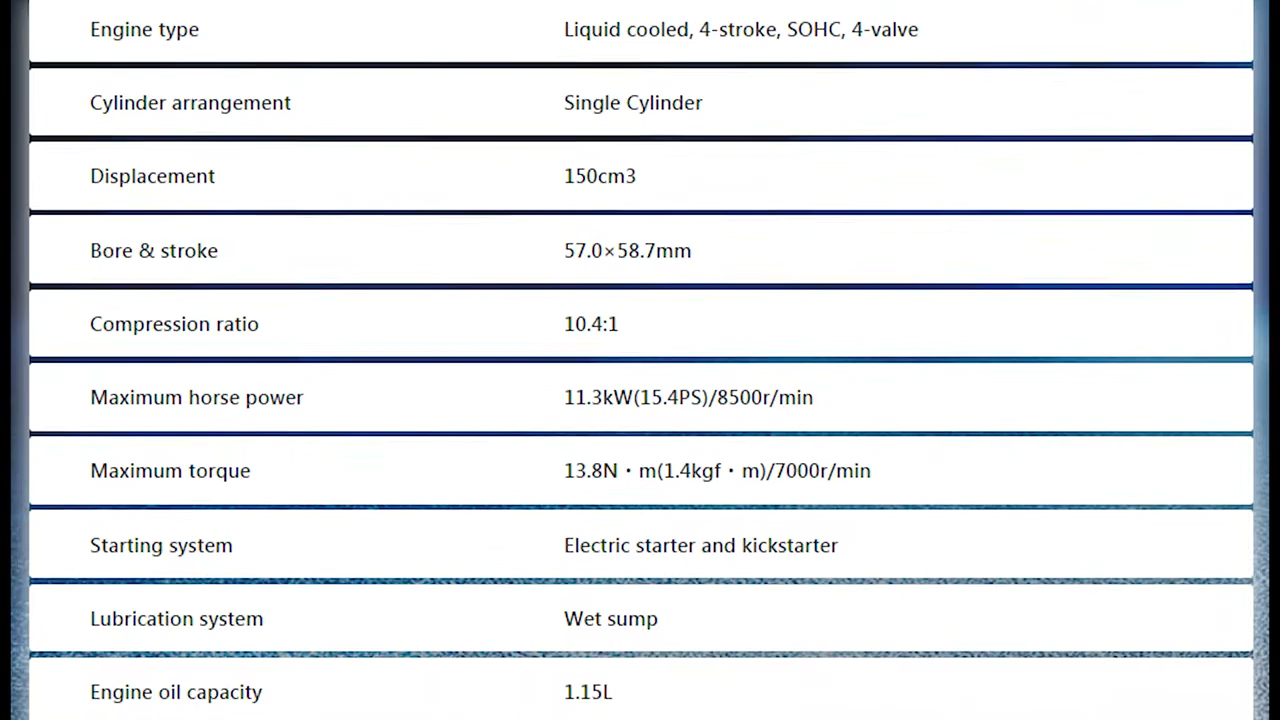 Engine type Liquid cooled, 4-stroke, SOHC, 4-valve
Cylinder arrangement Single Cylinder
Displacement 150cm3
Bore & stroke 57.0×58.7mm
Compression ratio 10.4:1
Maximum horse power 11.3kW(15.4PS)/8500r/min
Maximum torque 13.8N・m(1.4kgf・m)/7000r/min
Starting system Electric starter and kickstarter
Lubrication system Wet sump
Engine oil capacity 1.15L